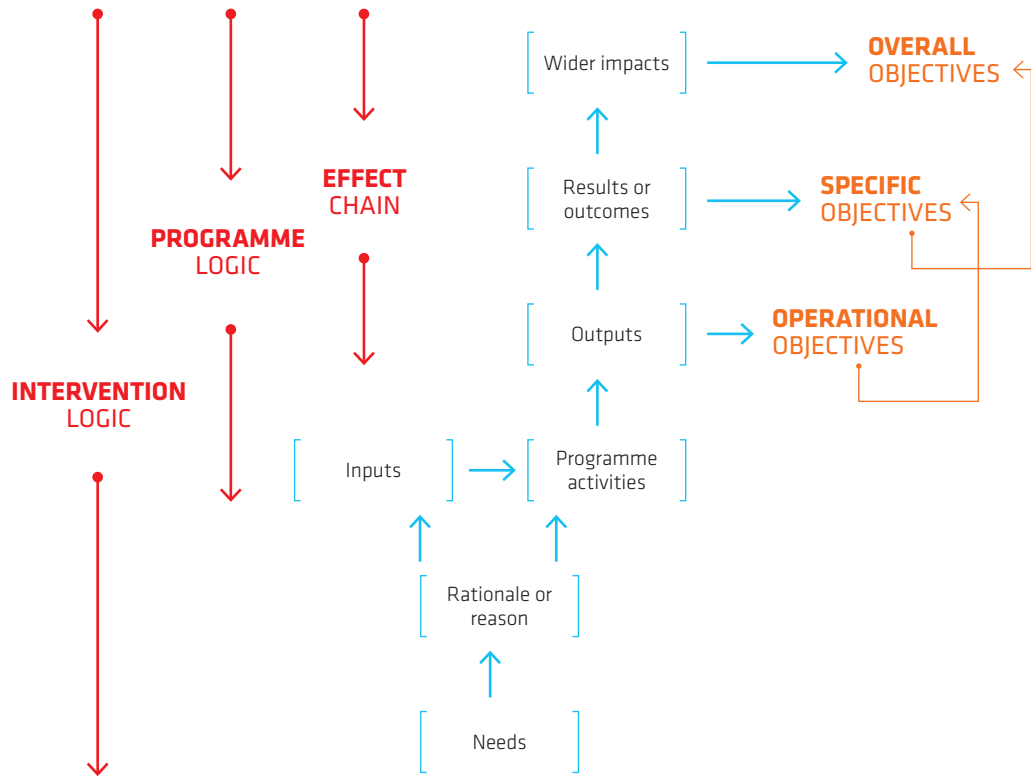 Wider impacts
OVERALL
OBJECTIVES
EFFECT
CHAIN
Results or
outcomes
SPECIFIC
OBJECTIVES
PROGRAMME
LOGIC
Outputs
OPERATIONAL
OBJECTIVES
INTERVENTION
LOGIC
Inputs
Programme
activities
Rationale or
reason
Needs